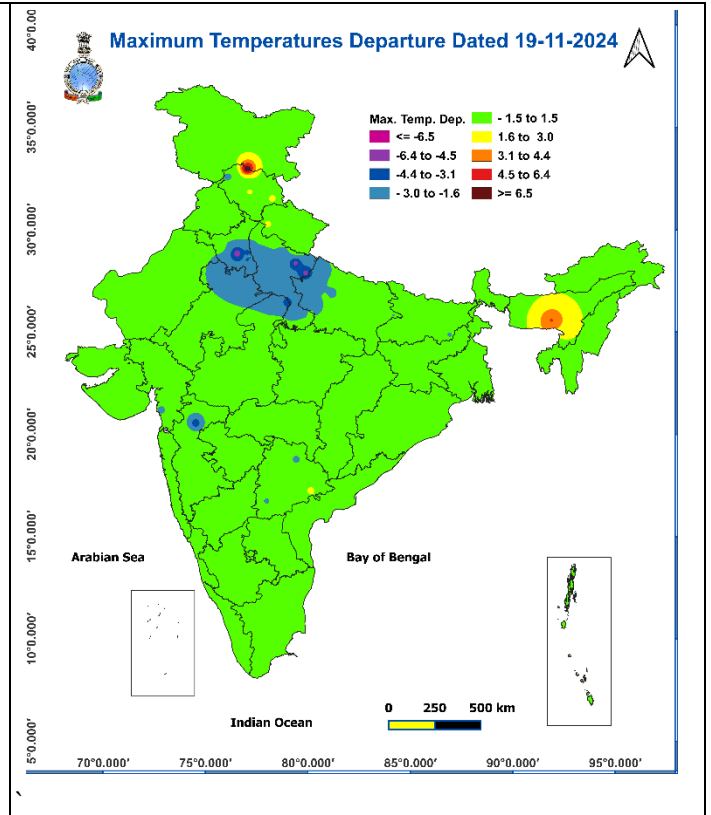 Maximum Temperatures Departure Dated 19-11-2024
Max. Temp. Dep.
<= -6.5
-6.4 to -4.5
-4.4 to -3.1
- 3.0 to -1.6
- 1.5 to 1.5
1.6 to 3.0
3.1 to 4.4
4.5 to 6.4
>= 6.5
40°0.000'
35°0.000'
30°0.000'
25°0.000'
20°0.000'
15°0.000'
10°0.000'
5°0.000'
Arabian Sea
Bay of Bengal
Indian Ocean
0 250 500 km
70°0.000' 75°0.000' 80°0.000' 85°0.000' 90°0.000' 95°0.000'
`